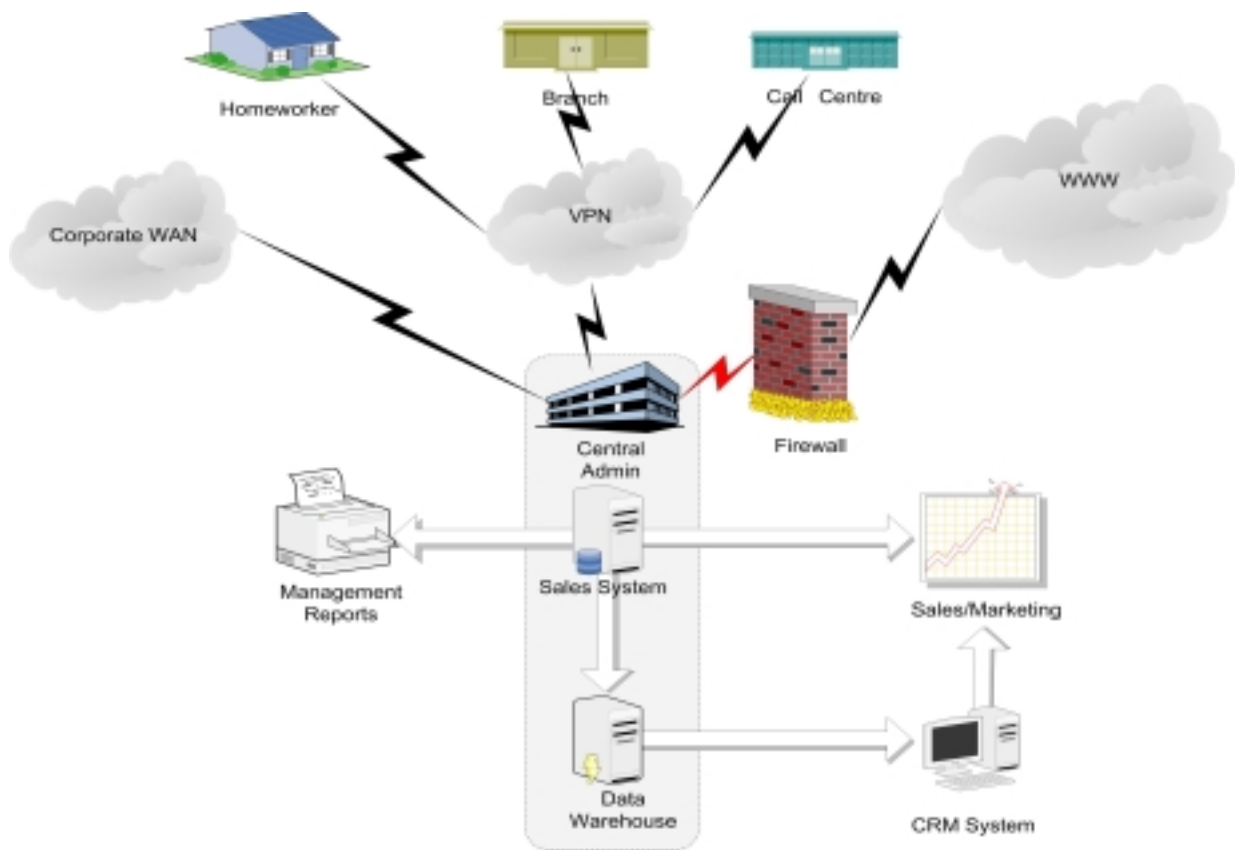 Homeworker
Branch
Call Centre
Corporate WAN
VPN
WWW
Central
Admin
Firewall
Management
Reports
Sales System
Sales/Marketing
Data
Warehouse
CRM System